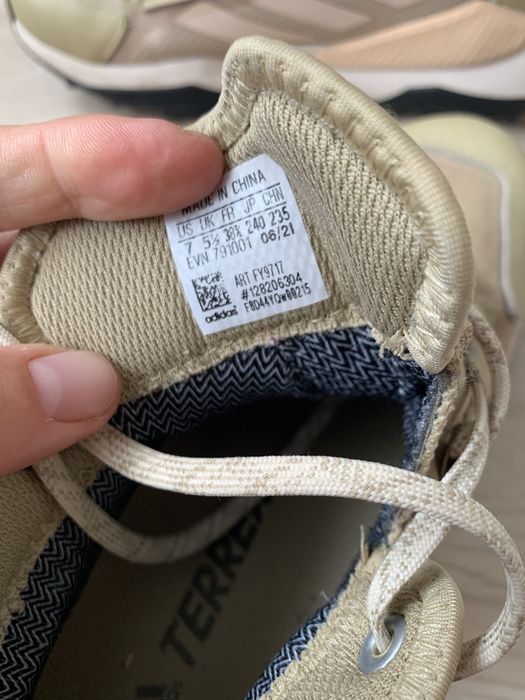 MADE IN CHINA
US UK FR JP CHN
7 5½ 38⅔ 240 235
EVN 791001 06/21
ART FY9717
#128206304
adidas
TERREX